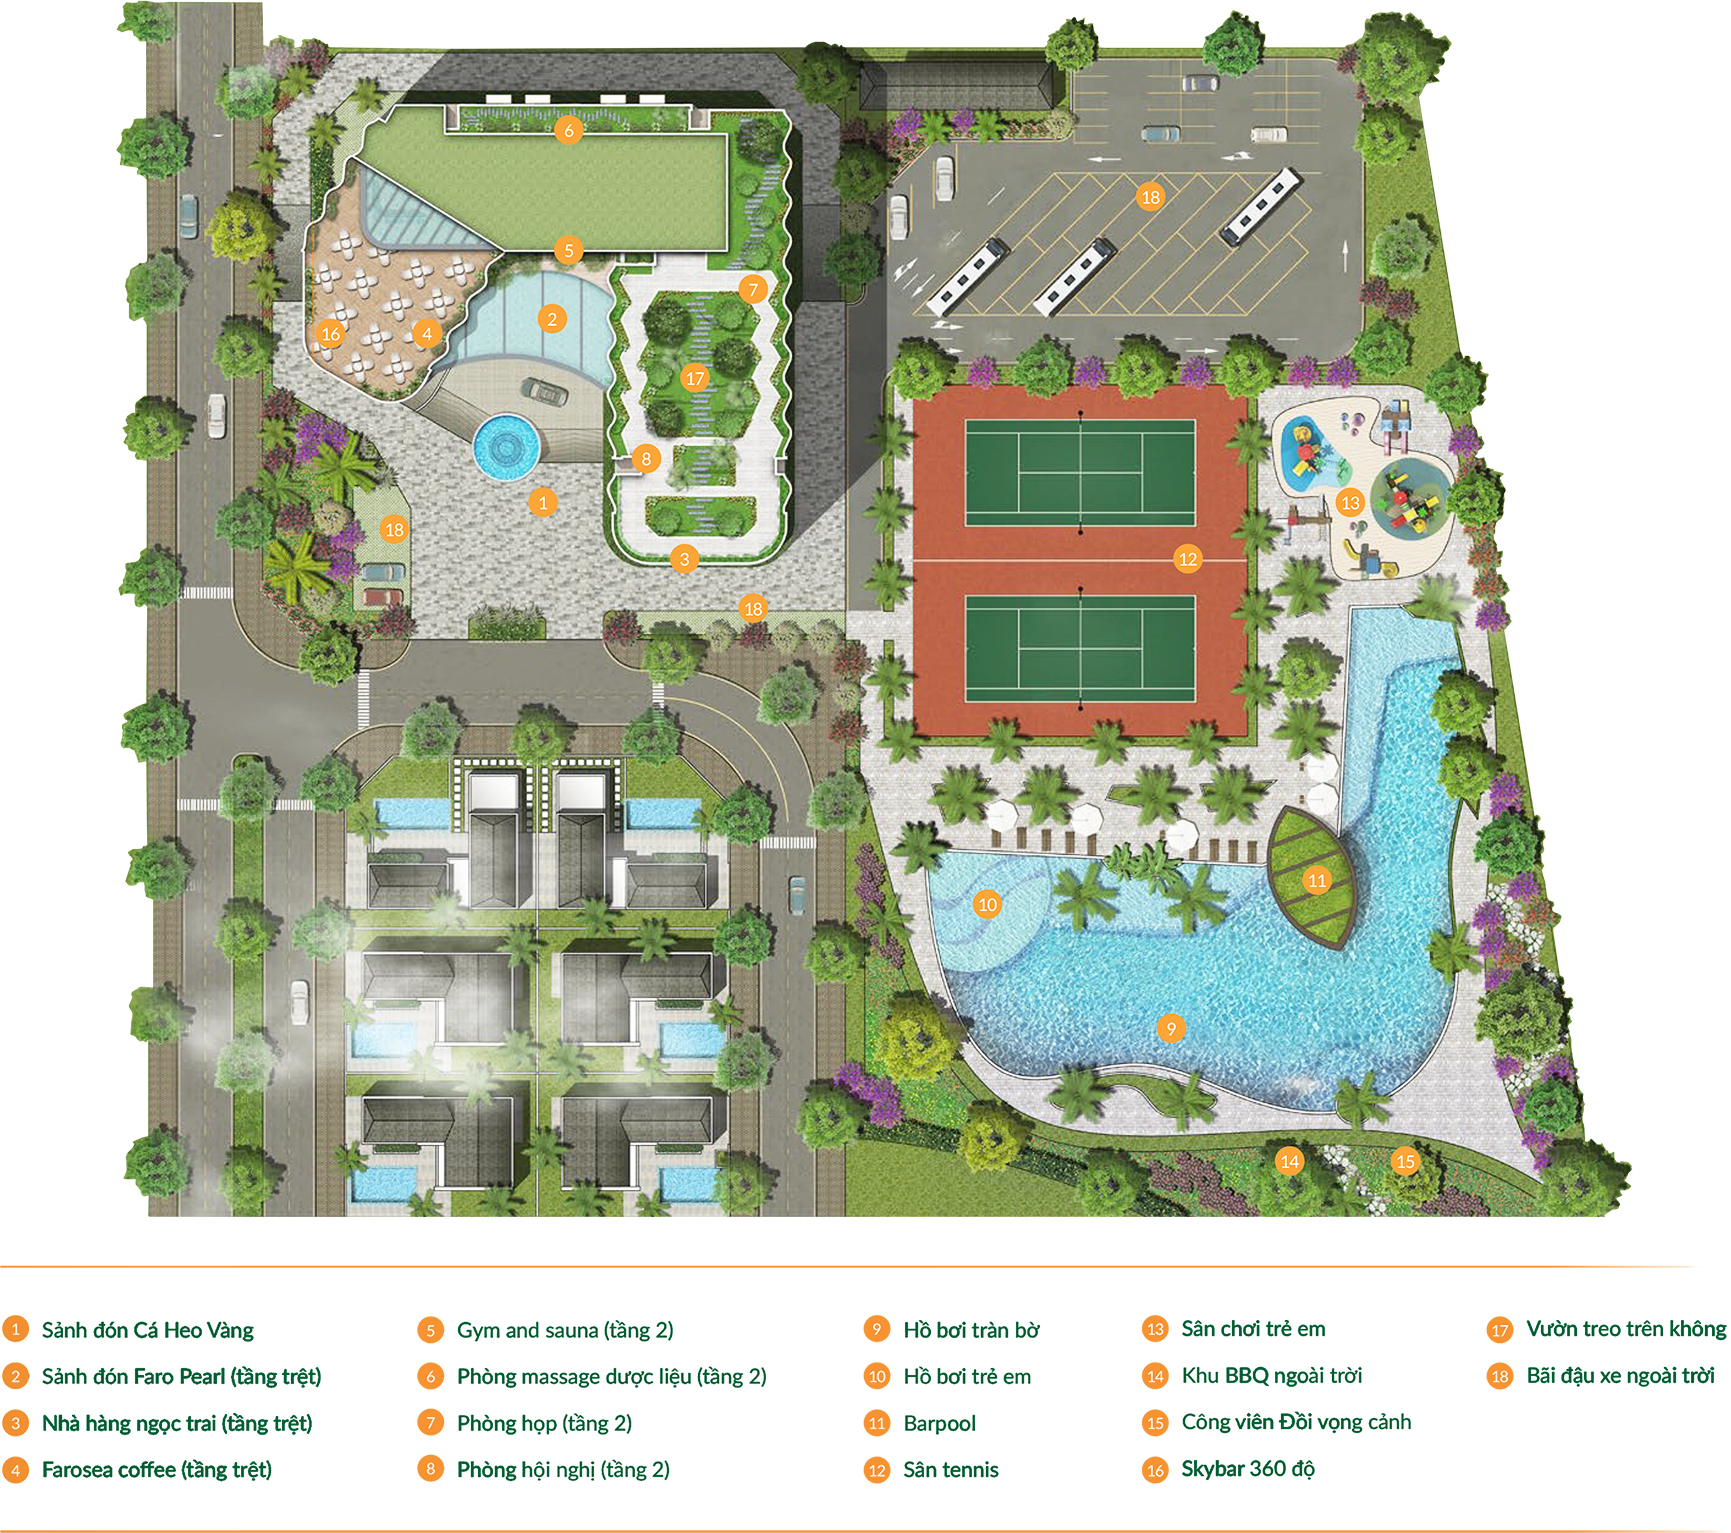 6
18
5
7
2
16
4
17
8
1
13
18
12
3
18
11
10
9
14
15
1 Sảnh đón Cá Heo Vàng
2 Sảnh đón Faro Pearl (tầng trệt)
3 Nhà hàng ngọc trai (tầng trệt)
4 Farosea coffee (tầng trệt)
5 Gym and sauna (tầng 2)
6 Phòng massage dược liệu (tầng 2)
7 Phòng họp (tầng 2)
8 Phòng hội nghị (tầng 2)
9 Hồ bơi tràn bờ
10 Hồ bơi trẻ em
11 Barpool
12 Sân tennis
13 Sân chơi trẻ em
14 Khu BBQ ngoài trời
15 Công viên Đồi vọng cảnh
16 Skybar 360 độ
17 Vườn treo trên không
18 Bãi đậu xe ngoài trời